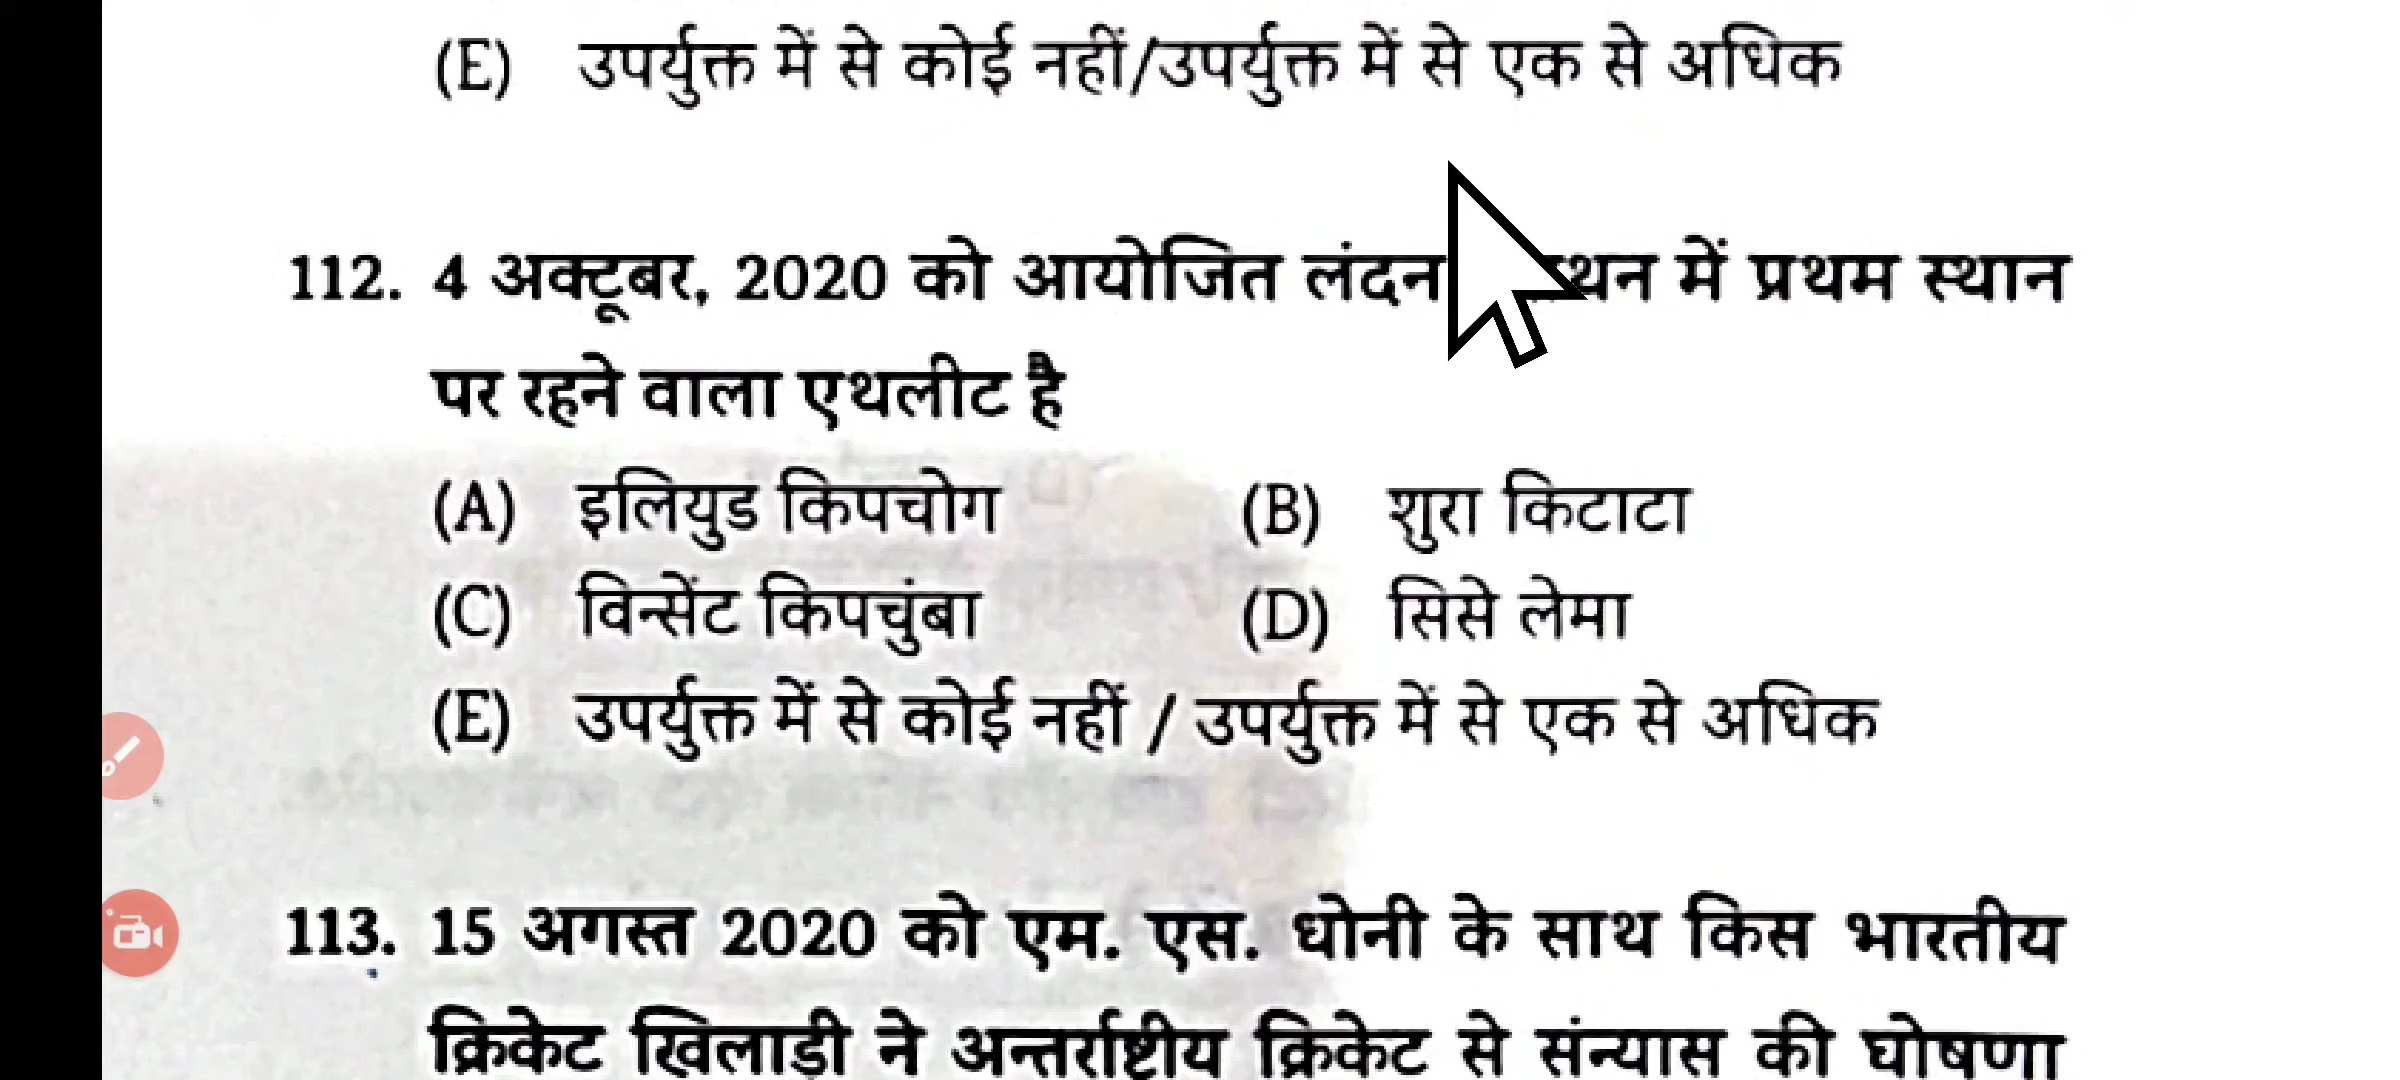 (E) उपर्युक्त में से कोई नहीं/उपर्युक्त में से एक से अधिक
112. 4 अक्टूबर, 2020 को आयोजित लंदन में प्रथम स्थान
पर रहने वाला एथलीट है
(A) इलियुड किपचोग (B) शुरा किटाटा
(C) विन्सेंट किपचुंबा (D) सिसे लेमा
(E) उपर्युक्त में से कोई नहीं / उपर्युक्त में से एक से अधिक
113. 15 अगस्त 2020 को एम. एस. धोनी के साथ किस भारतीय
क्रिकेट खिलाड़ी ने अन्तर्राष्ट्रीय क्रिकेट से संन्यास की घोषणा